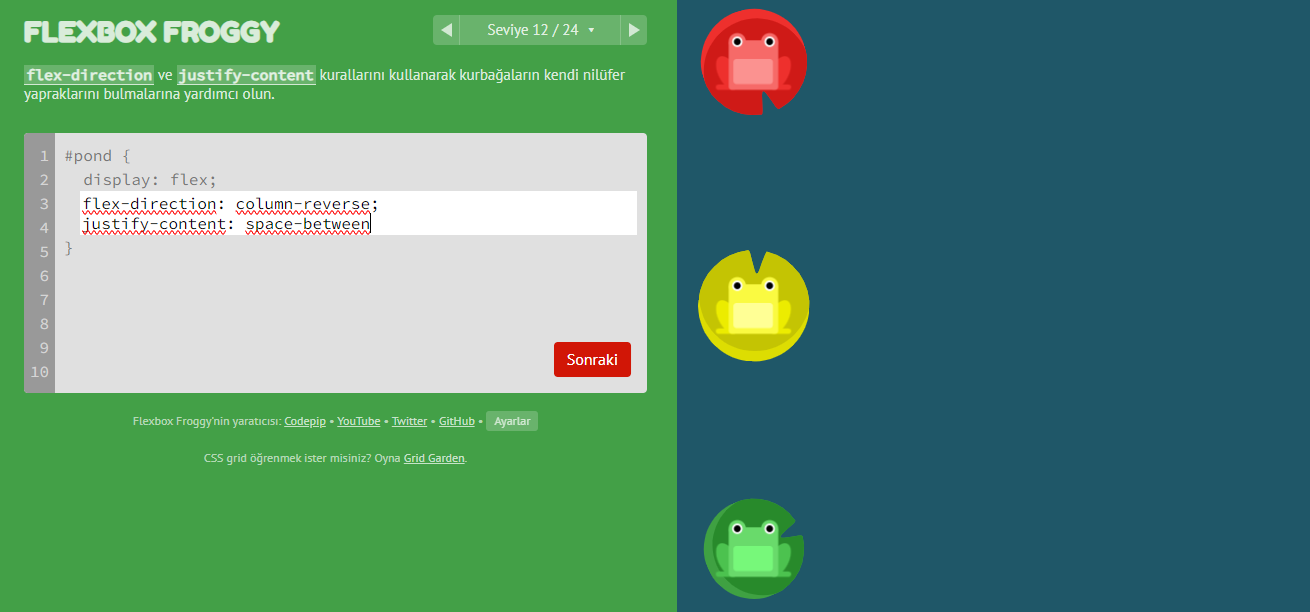 FLEXBOX FROGGY
Seviye 12 / 24
flex-direction ve justify-content kurallarını kullanarak kurbağaların kendi nilüfer
yapraklarını bulmalarına yardımcı olun.
1 #pond {
2 display: flex;
3 flex-direction: column-reverse;
4 justify-content: space-between
5 }
6
7
8
9
10
Sonraki
Flexbox Froggy'nin yaratıcısı: Codepip • YouTube • Twitter • GitHub • Ayarlar
CSS grid öğrenmek ister misiniz? Oyna Grid Garden.